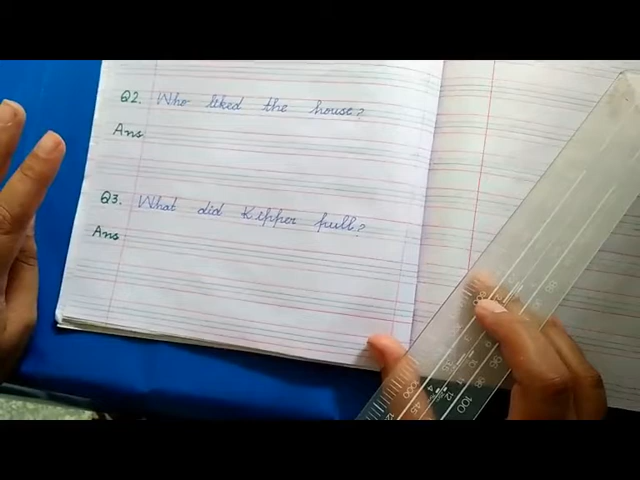 Q2. Who liked the house?
Ans
Q3. What did Kipper pull?
Ans